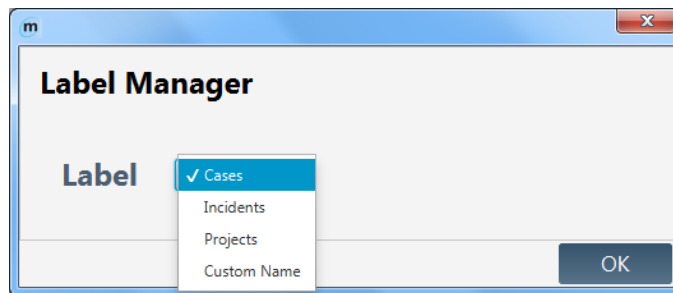 m
x
Label Manager
Label
✓ Cases
Incidents
Projects
Custom Name
OK